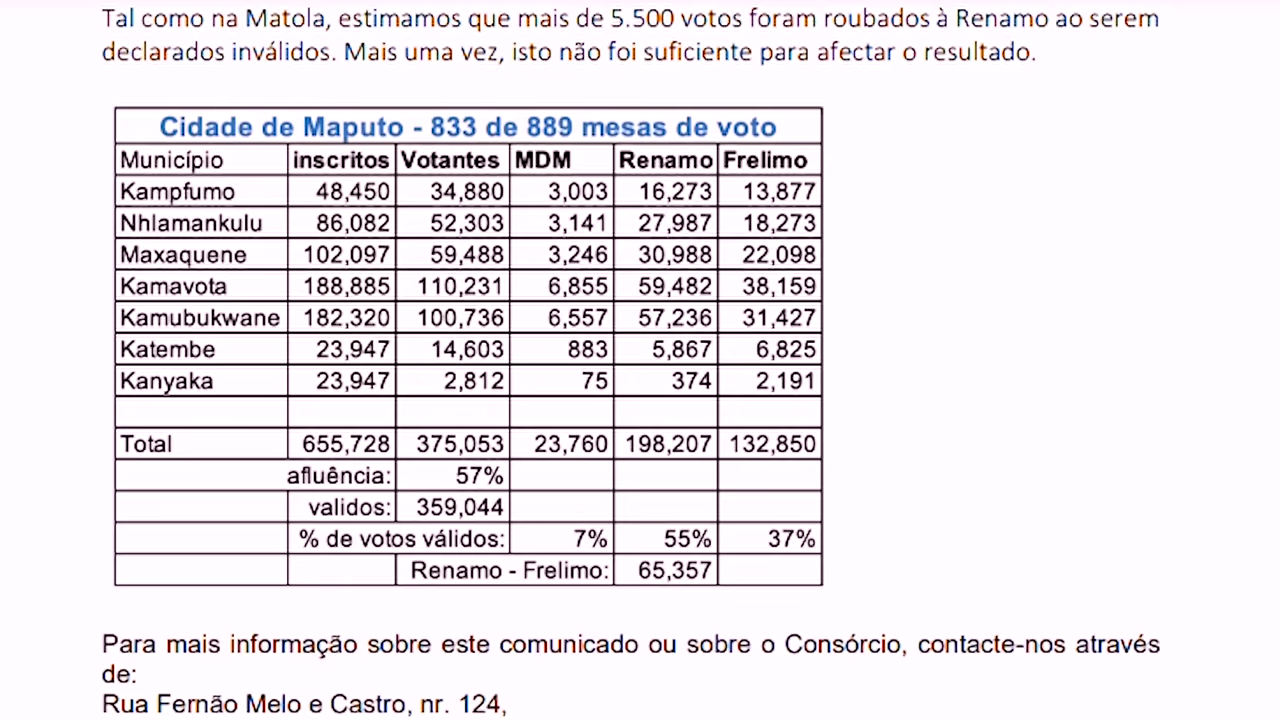 Tal como na Matola, estimamos que mais de 5.500 votos foram roubados à Renamo ao serem
declarados inválidos. Mais uma vez, isto não foi suficiente para afectar o resultado.
Cidade de Maputo - 833 de 889 mesas de voto
Município inscritos Votantes MDM Renamo Frelimo
Kampfumo 48,450 34,880 3,003 16,273 13,877
Nhlamankulu 86,082 52,303 3,141 27,987 18,273
Maxaquene 102,097 59,488 3,246 30,988 22,098
Kamavota 188,885 110,231 6,855 59,482 38,159
Kamubukwane 182,320 100,736 6,557 57,236 31,427
Katembe 23,947 14,603 883 5,867 6,825
Kanyaka 23,947 2,812 75 374 2,191
Total 655,728 375,053 23,760 198,207 132,850
afluência: 57%
validos: 359,044
% de votos válidos: 7% 55% 37%
Renamo - Frelimo: 65,357
Para mais informação sobre este comunicado ou sobre o Consórcio, contacte-nos através
de:
Rua Fernão Melo e Castro, nr. 124,